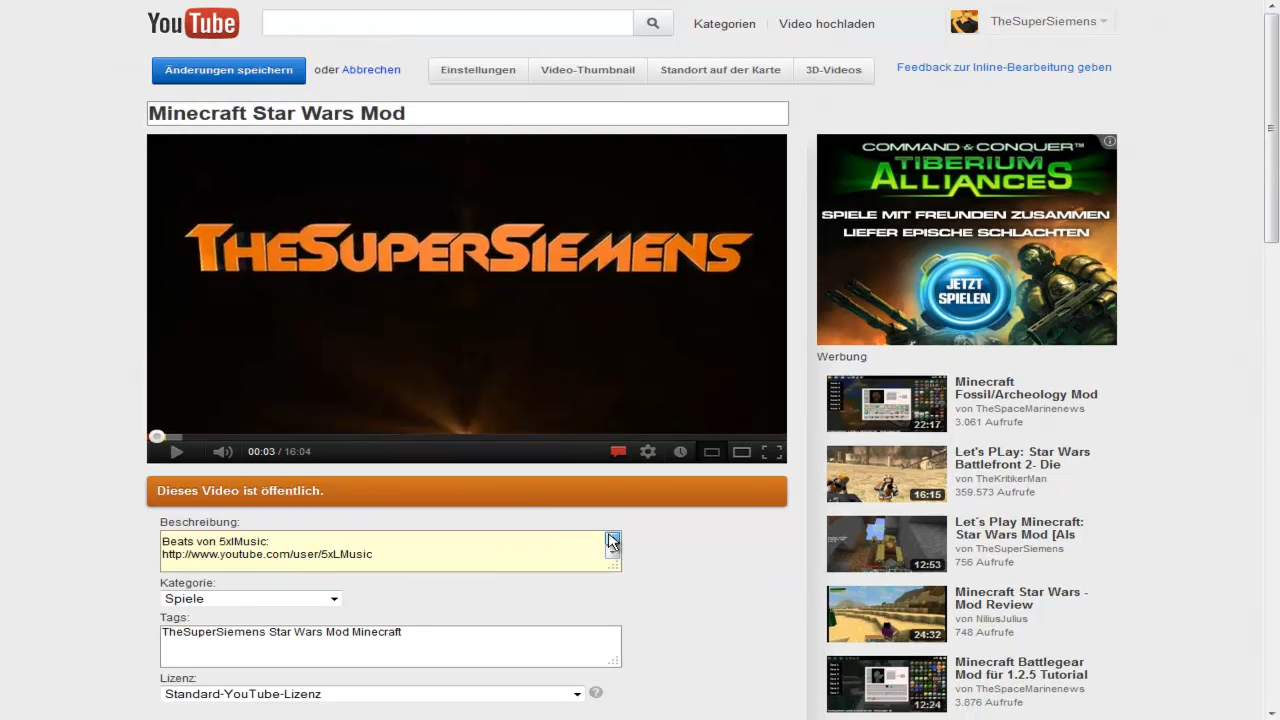 YouTube
Kategorien
Video hochladen
TheSuperSiemens
Änderungen speichern
oder Abbrechen
Einstellungen
Video-Thumbnail
Standort auf der Karte
3D-Videos
Feedback zur Inline-Bearbeitung geben
Minecraft Star Wars Mod
THESUPERSIEMENS
00:03 / 16:04
COMMAND & CONQUER™
TIBERIUM
ALLIANCES
SPIELE MIT FREUNDEN ZUSAMMEN
LIEFER EPISCHE SCHLACHTEN
JETZT
SPIELEN
Werbung
Minecraft
Fossil/Archeology Mod
von TheSpaceMarinenews
3.061 Aufrufe
22:17
Let's PLay: Star Wars
Battlefront 2- Die
von TheKritikerMan
359.573 Aufrufe
16:15
Let´s Play Minecraft:
Star Wars Mod [Als
von TheSuperSiemens
756 Aufrufe
12:53
Minecraft Star Wars -
Mod Review
von NiliusJulius
748 Aufrufe
24:32
Minecraft Battlegear
Mod für 1.2.5 Tutorial
von TheSpaceMarinenews
3.876 Aufrufe
12:24
Dieses Video ist öffentlich.
Beschreibung:
Beats von 5xlMusic:
http://www.youtube.com/user/5xLMusic
Kategorie:
Spiele
Tags:
TheSuperSiemens Star Wars Mod Minecraft
Lizenz:
Standard-YouTube-Lizenz
?